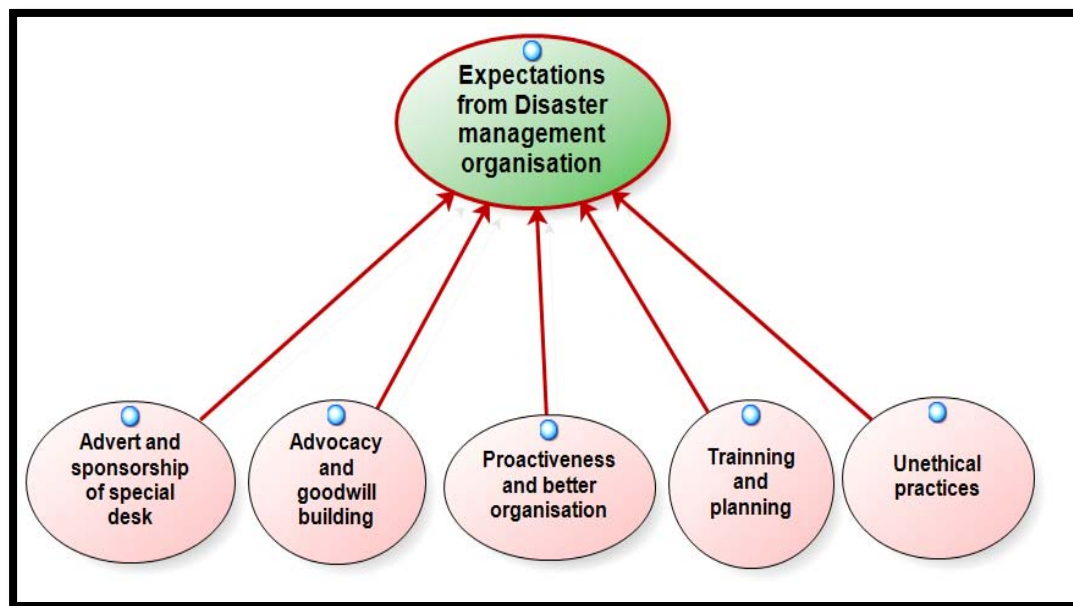 Expectations
from Disaster
management
organisation
Advert and
sponsorship
of special
desk
Advocacy
and
goodwill
building
Proactiveness
and better
organisation
Trainning
and
planning
Unethical
practices